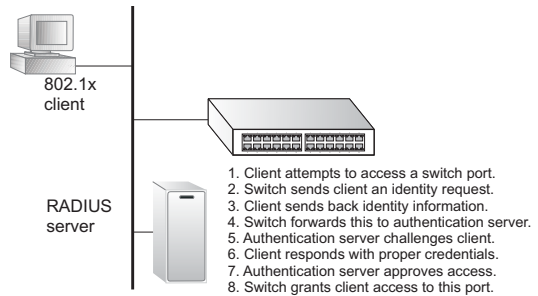 802.1x
client
RADIUS
server
1. Client attempts to access a switch port.
2. Switch sends client an identity request.
3. Client sends back identity information.
4. Switch forwards this to authentication server.
5. Authentication server challenges client.
6. Client responds with proper credentials.
7. Authentication server approves access.
8. Switch grants client access to this port.